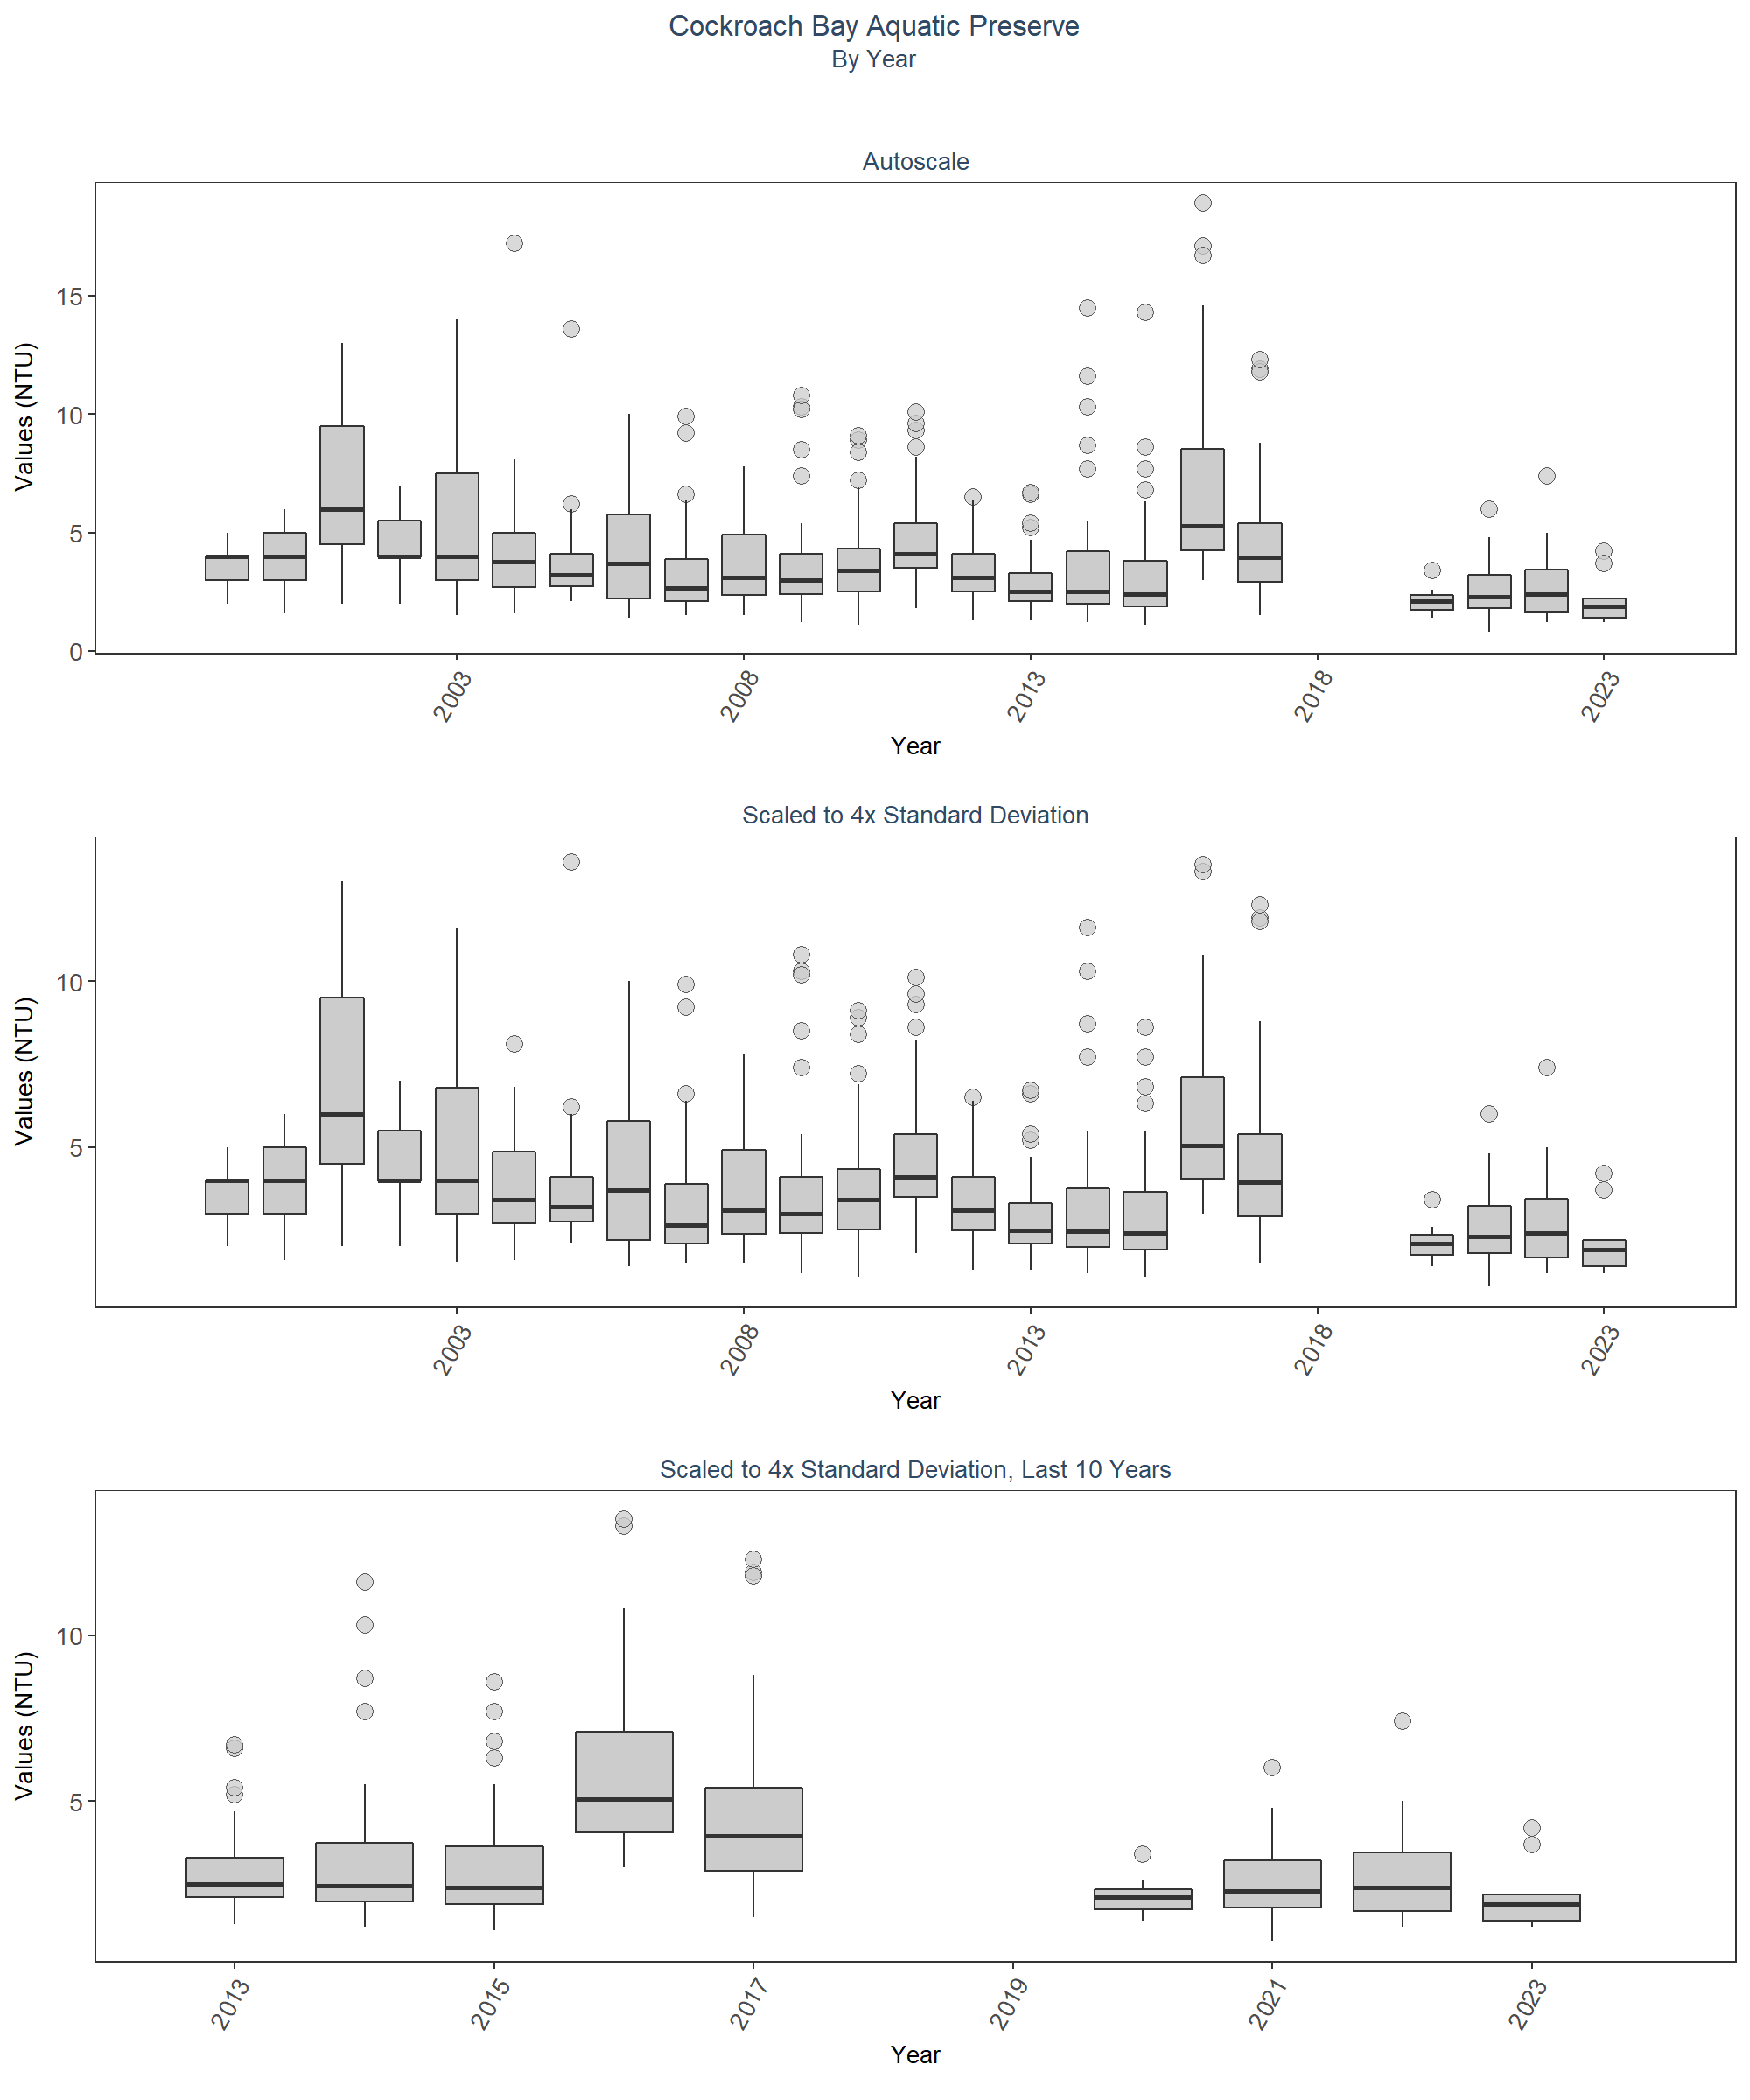 Cockroach Bay Aquatic Preserve
By Year
Autoscale
Values (NTU)
15
10
5
0
2003 2008 2013 2018 2023
Year
Scaled to 4x Standard Deviation
Values (NTU)
10
5
2003 2008 2013 2018 2023
Year
Scaled to 4x Standard Deviation, Last 10 Years
Values (NTU)
10
5
2013 2015 2017 2019 2021 2023
Year